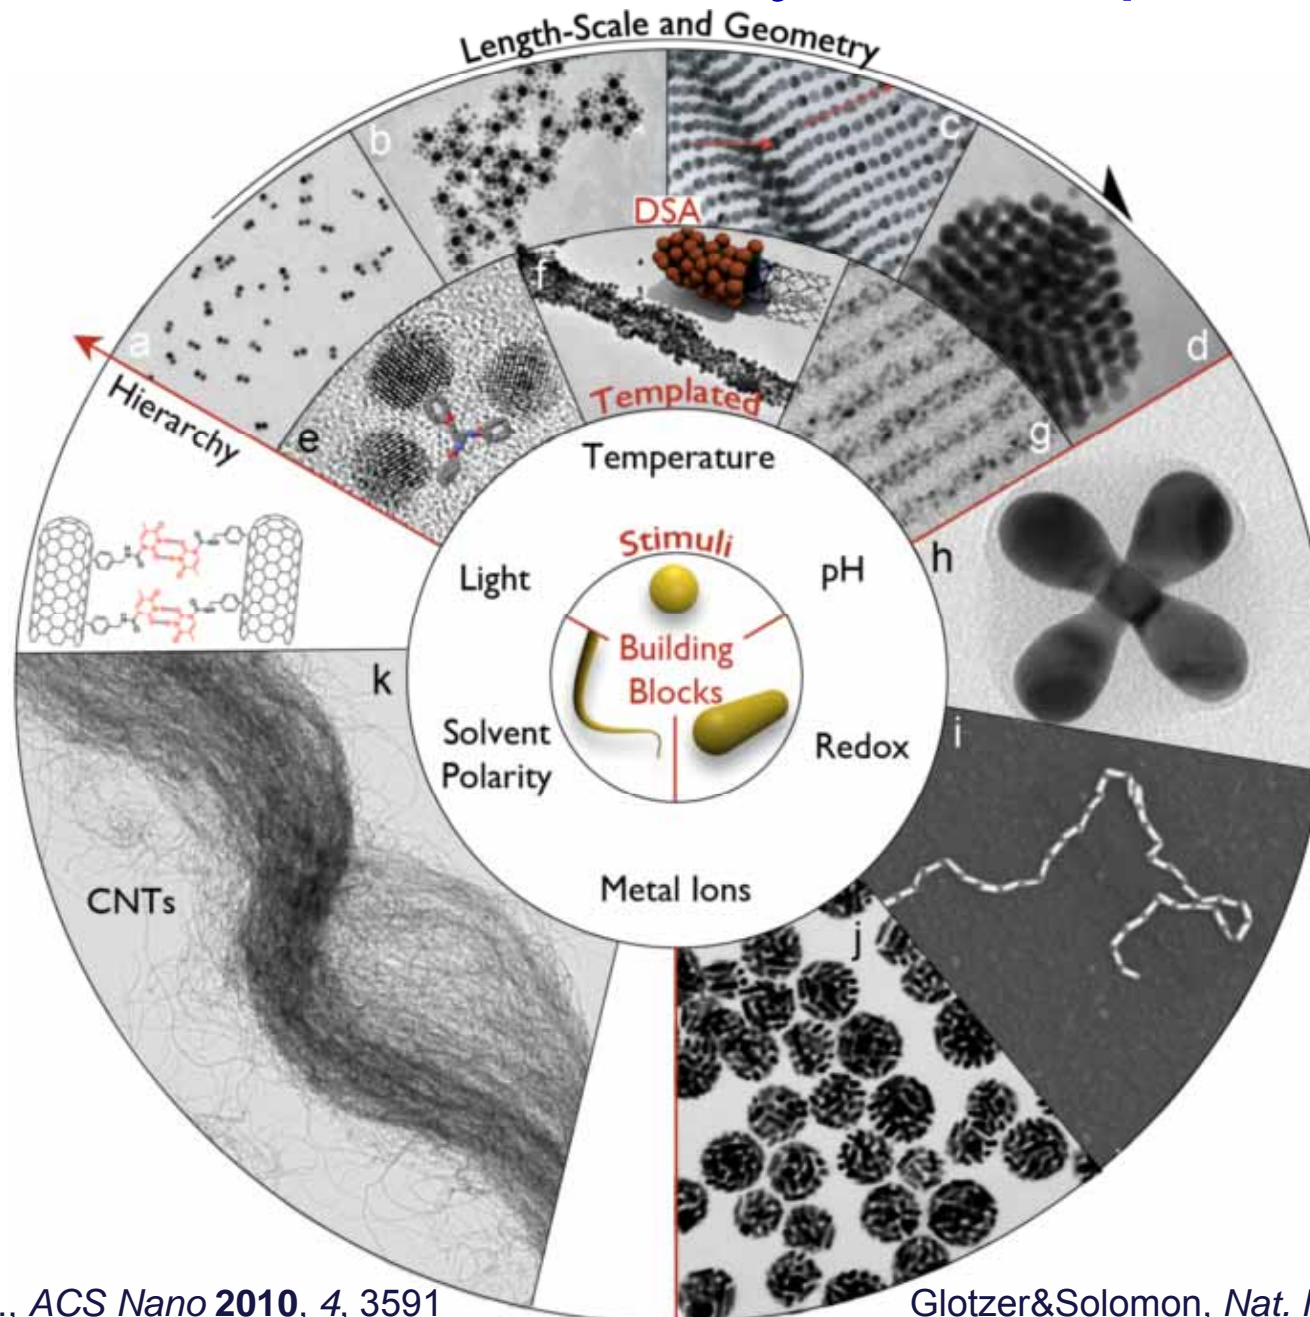 Length-Scale and Geometry
b
c
DSA
a
f
d
Hierarchy
e
Templated
g
Temperature
Stimuli
h
Light
pH
Building
Blocks
k
i
Solvent
Polarity
Redox
CNTs
Metal Ions
j
., ACS Nano 2010, 4, 3591
Glotzer&Solomon, Nat.